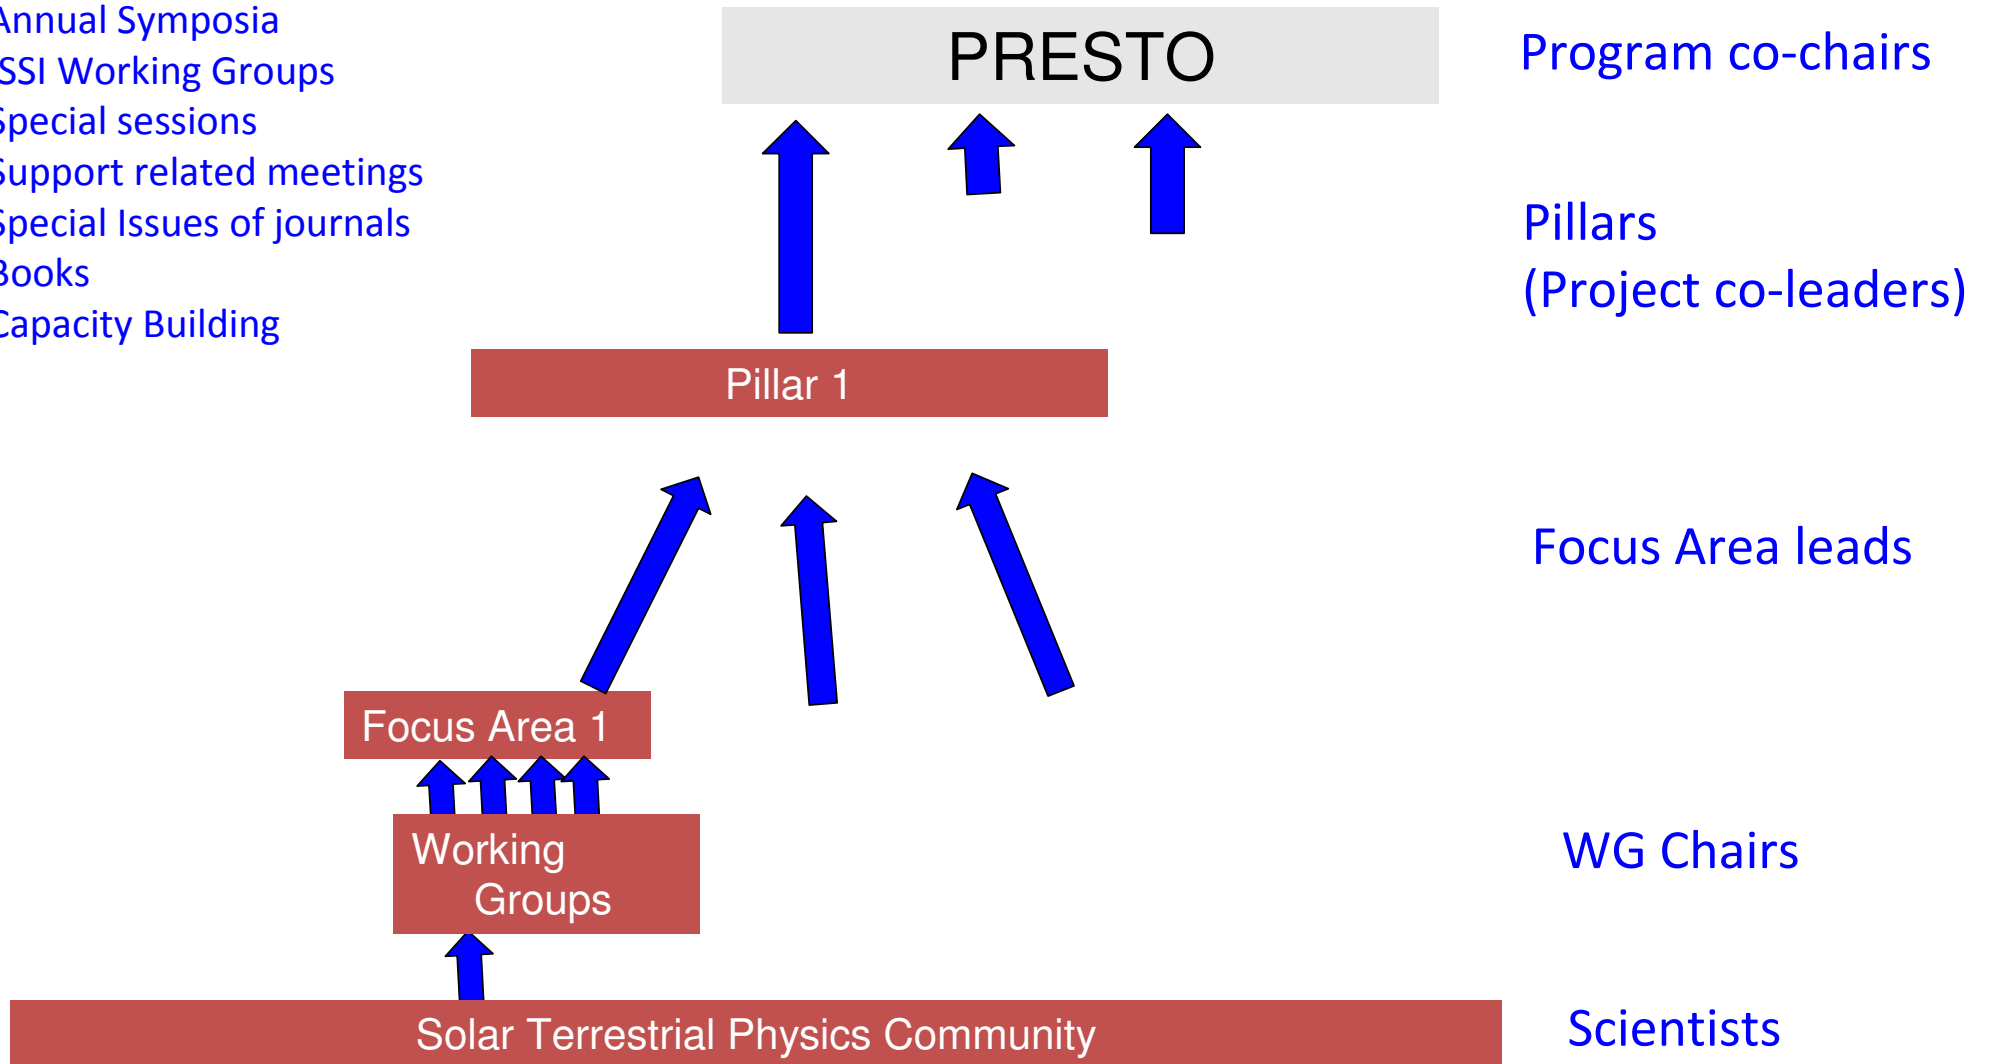 Annual Symposia
SSI Working Groups
Special sessions
Support related meetings
Special Issues of journals
Books
Capacity Building
PRESTO
Program co-chairs
Pillars
(Project co-leaders)
Pillar 1
Focus Area leads
Focus Area 1
Working
Groups
WG Chairs
Solar Terrestrial Physics Community
Scientists